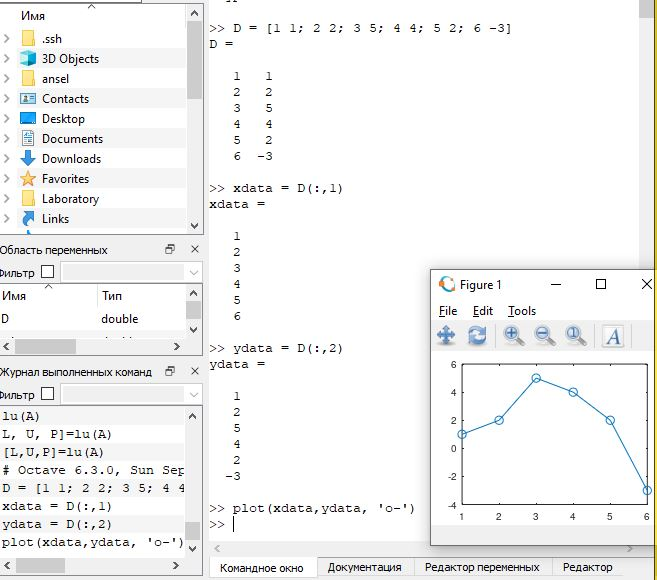 Имя
.ssh
3D Objects
ansel
Contacts
Desktop
Documents
Downloads
Favorites
Laboratory
Links
Область переменных
Фильтр
Имя Тип
D double
Журнал выполненных команд
Фильтр
lu(A)
L, U, P]=lu(A)
[L,U,P]=lu(A)
# Octave 6.3.0, Sun Sep
D = [1 1; 2 2; 3 5; 4 4
xdata = D(:,1)
ydata = D(:,2)
plot(xdata,ydata, 'o-')
>> D = [1 1; 2 2; 3 5; 4 4; 5 2; 6 -3]
D =
1 1
2 2
3 5
4 4
5 2
6 -3
>> xdata = D(:,1)
xdata =
1
2
3
4
5
6
>> ydata = D(:,2)
ydata =
1
2
5
4
2
-3
>> plot(xdata,ydata, 'o-')
>>
Командное окно Документация Редактор переменных Редактор
Figure 1
File Edit Tools
A
6
4
2
0
-2
-4
1 2 3 4 5 6